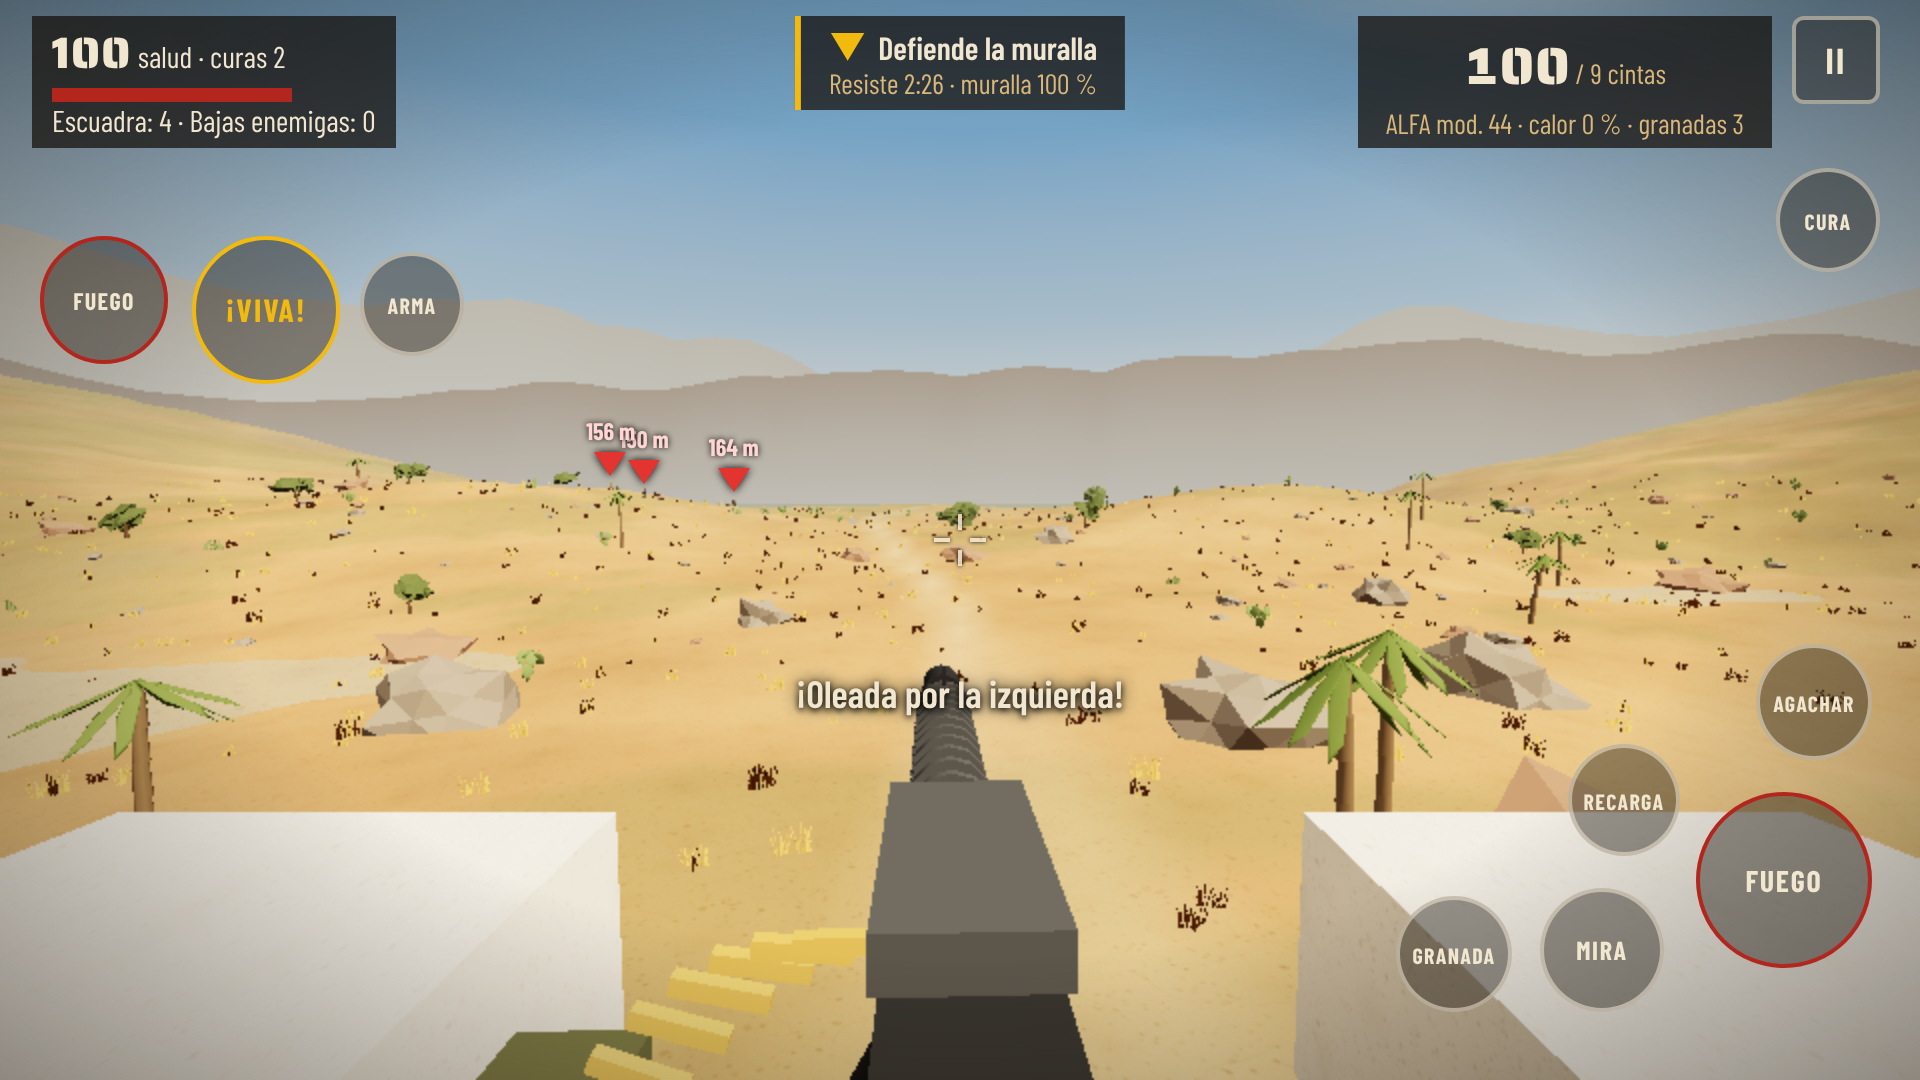 100 salud · curas 2
Escuadra: 4 · Bajas enemigas: 0
Defiende la muralla
Resiste 2:26 · muralla 100 %
100 / 9 cintas
ALFA mod. 44 · calor 0 % · granadas 3
CURA
FUEGO
¡VIVA!
ARMA
156 m
m
164 m
¡Oleada por la izquierda!
AGACHAR
RECARGA
FUEGO
GRANADA
MIRA